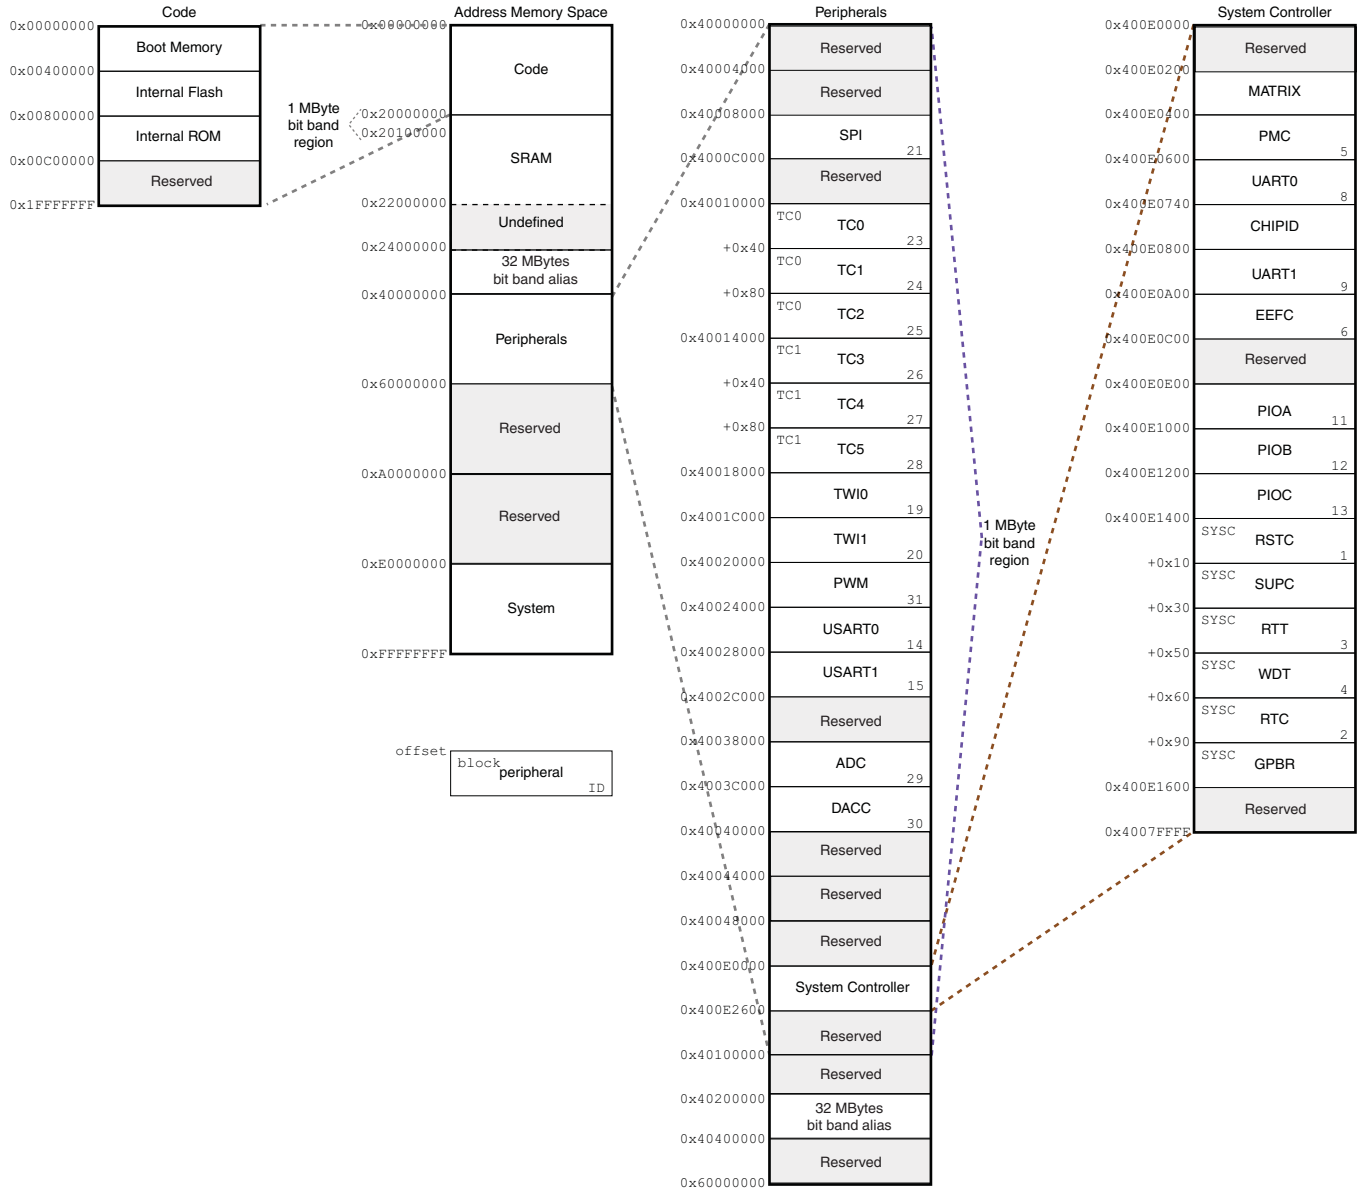 Code
0x00000000
Boot Memory
0x00400000
Internal Flash
0x00800000
Internal ROM
0x00C00000
Reserved
0x1FFFFFFF
1 MByte
bit band
region
Address Memory Space
0x00000000
Code
0x20000000
0x20100000
SRAM
0x22000000
Undefined
0x24000000
32 MBytes
bit band alias
0x40000000
Peripherals
0x60000000
Reserved
0xA0000000
Reserved
0xE0000000
System
0xFFFFFFFF
offset
block
peripheral
ID
Peripherals
0x40000000
Reserved
0x40004000
Reserved
0x40008000
SPI
21
0x4000C000
Reserved
0x40010000
TC0
TC0
23
+0x40
TC0
TC1
24
+0x80
TC0
TC2
25
0x40014000
TC1
TC3
26
+0x40
TC1
TC4
27
+0x80
TC1
TC5
28
0x40018000
TWI0
19
0x4001C000
TWI1
20
0x40020000
PWM
31
0x40024000
USART0
14
0x40028000
USART1
15
0x4002C000
Reserved
0x40038000
ADC
29
0x4003C000
DACC
30
0x40040000
Reserved
0x40044000
Reserved
0x40048000
Reserved
0x400E0000
System Controller
0x400E2600
Reserved
0x40100000
Reserved
0x40200000
32 MBytes
bit band alias
0x40400000
Reserved
0x60000000
1 MByte
bit band
region
System Controller
0x400E0000
Reserved
0x400E0200
MATRIX
0x400E0400
PMC
5
0x400E0600
UART0
8
0x400E0740
CHIPID
0x400E0800
UART1
9
0x400E0A00
EEFC
6
0x400E0C00
Reserved
0x400E0E00
PIOA
11
0x400E1000
PIOB
12
0x400E1200
PIOC
13
0x400E1400
SYSC
RSTC
1
+0x10
SYSC
SUPC
+0x30
SYSC
RTT
3
+0x50
SYSC
WDT
4
+0x60
SYSC
RTC
2
+0x90
SYSC
GPBR
0x400E1600
Reserved
0x4007FFFF